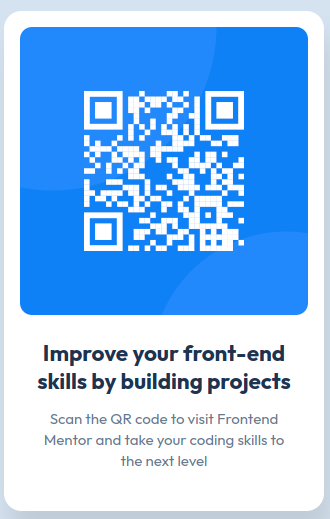 Improve your front-end
skills by building projects
Scan the QR code to visit Frontend
Mentor and take your coding skills to
the next level